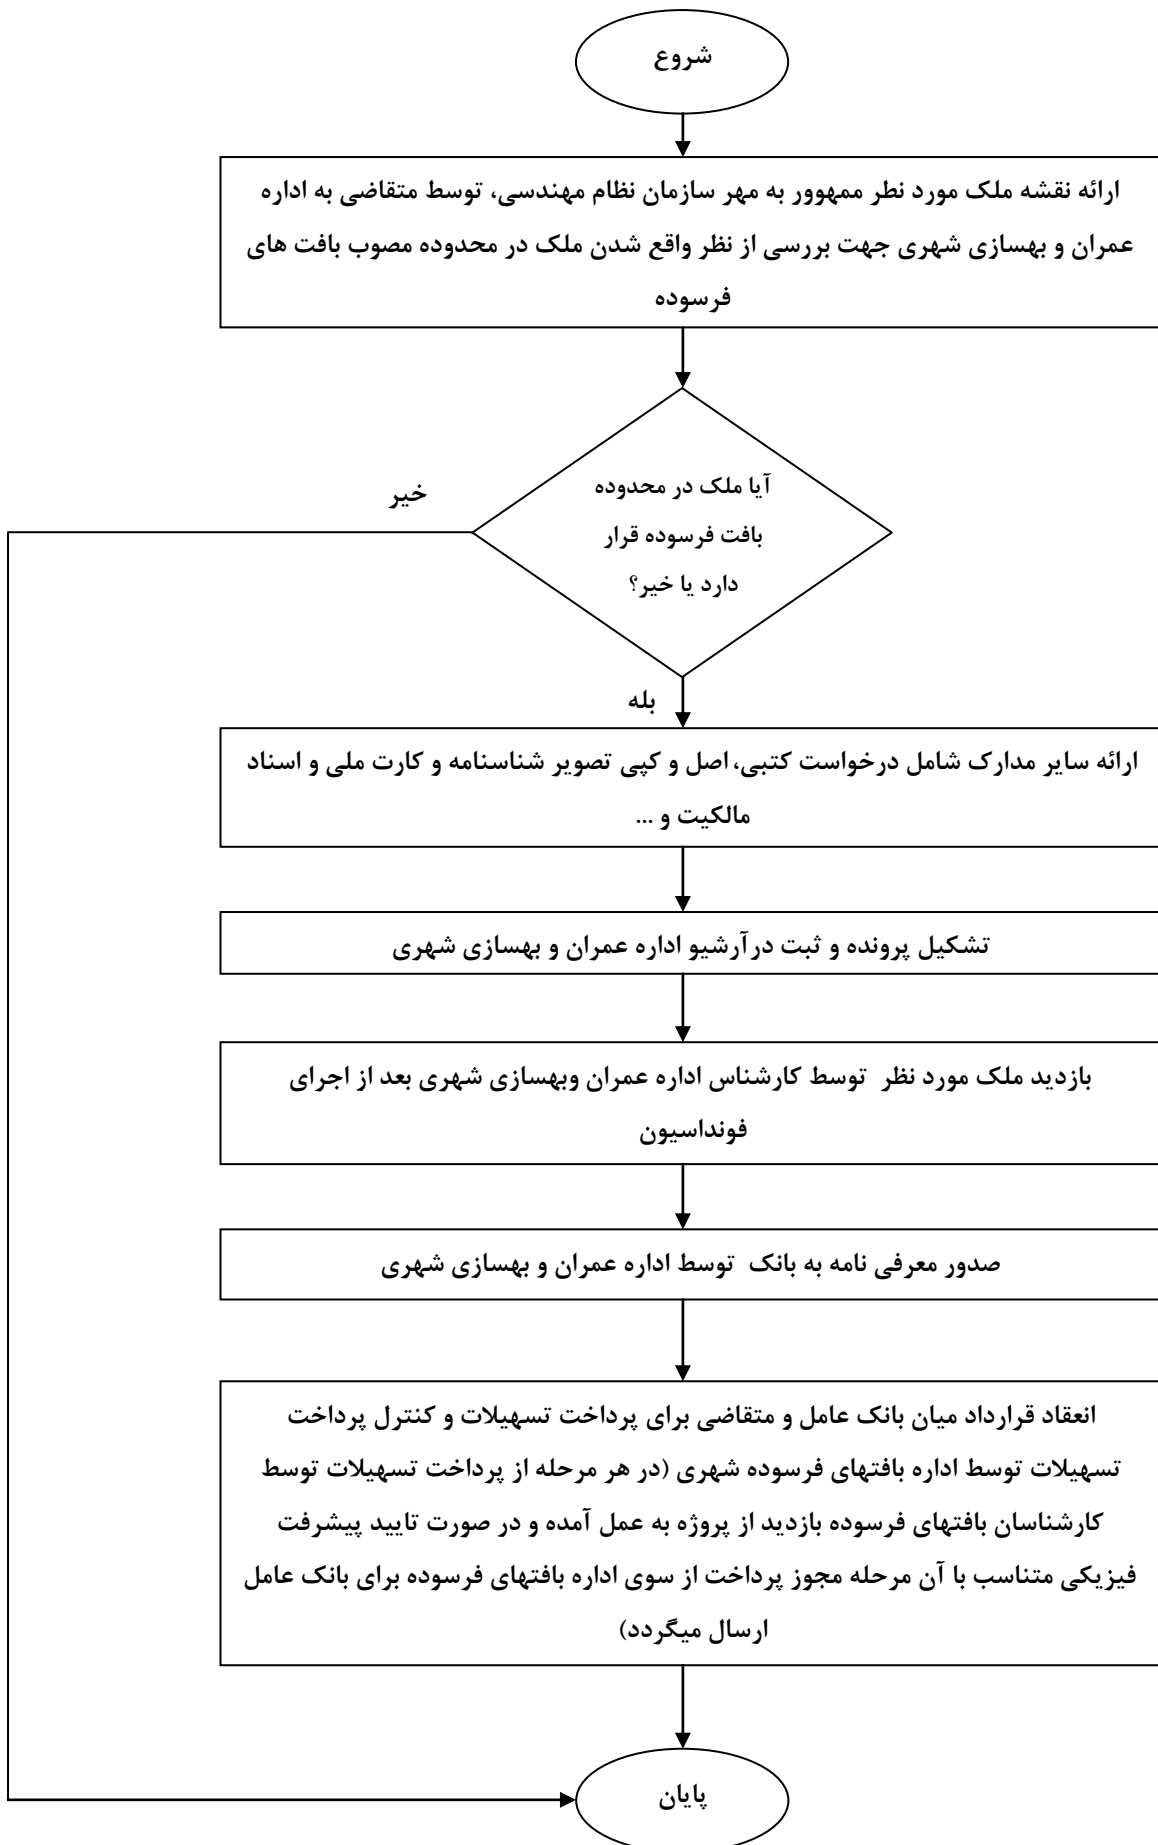 شروع
ارائه نقشه ملک مورد نطر ممهوور به مهر سازمان نظام مهندسی، توسط متقاضی به اداره
عمران و بهسازی شهری جهت بررسی از نظر واقع شدن ملک در محدوده مصوب بافت های
فرسوده
آیا ملک در محدوده
بافت فرسوده قرار
دارد یا خیر؟
خیر
بله
ارائه سایر مدارک شامل درخواست کتبی، اصل و کپی تصویر شناسنامه و کارت ملی و اسناد
مالکیت و ...
تشکیل پرونده و ثبت درآرشیو اداره عمران و بهسازی شهری
بازدید ملک مورد نظر توسط کارشناس اداره عمران وبهسازی شهری بعد از اجرای
فونداسیون
صدور معرفی نامه به بانک توسط اداره عمران و بهسازی شهری
انعقاد قرارداد میان بانک عامل و متقاضی برای پرداخت تسهیلات و کنترل پرداخت
تسهیلات توسط اداره بافتهای فرسوده شهری (در هر مرحله از پرداخت تسهیلات توسط
کارشناسان بافتهای فرسوده بازدید از پروژه به عمل آمده و در صورت تایید پیشرفت
فیزیکی متناسب با آن مرحله مجوز پرداخت از سوی اداره بافتهای فرسوده برای بانک عامل
ارسال میگردد)
پایان